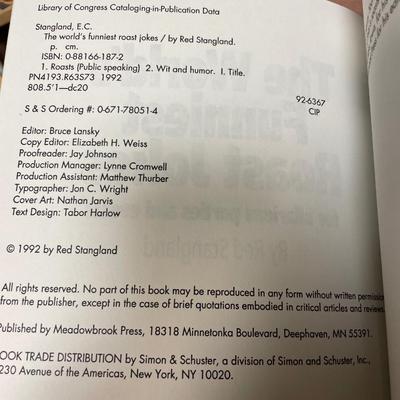 Library of Congress Cataloging-in-Publication Data
Stangland, E.C.
The world's funniest roast jokes / by Red Stangland.
p. cm.
ISBN: 0-88166-187-2
1. Roasts (Public speaking) 2. Wit and humor. I. Title.
PN4193.R63S73 1992
808.5'1—dc20
92-6367
CIP
S & S Ordering #: 0-671-78051-4
Editor: Bruce Lansky
Copy Editor: Elizabeth H. Weiss
Proofreader: Jay Johnson
Production Manager: Lynne Cromwell
Production Assistant: Matthew Thurber
Typographer: Jon C. Wright
Cover Art: Nathan Jarvis
Text Design: Tabor Harlow
© 1992 by Red Stangland
All rights reserved. No part of this book may be reproduced in any form without written permission
from the publisher, except in the case of brief quotations embodied in critical articles and reviews
Published by Meadowbrook Press, 18318 Minnetonka Boulevard, Deephaven, MN 55391.
OOK TRADE DISTRIBUTION by Simon & Schuster, a division of Simon and Schuster, Inc.,
230 Avenue of the Americas, New York, NY 10020.